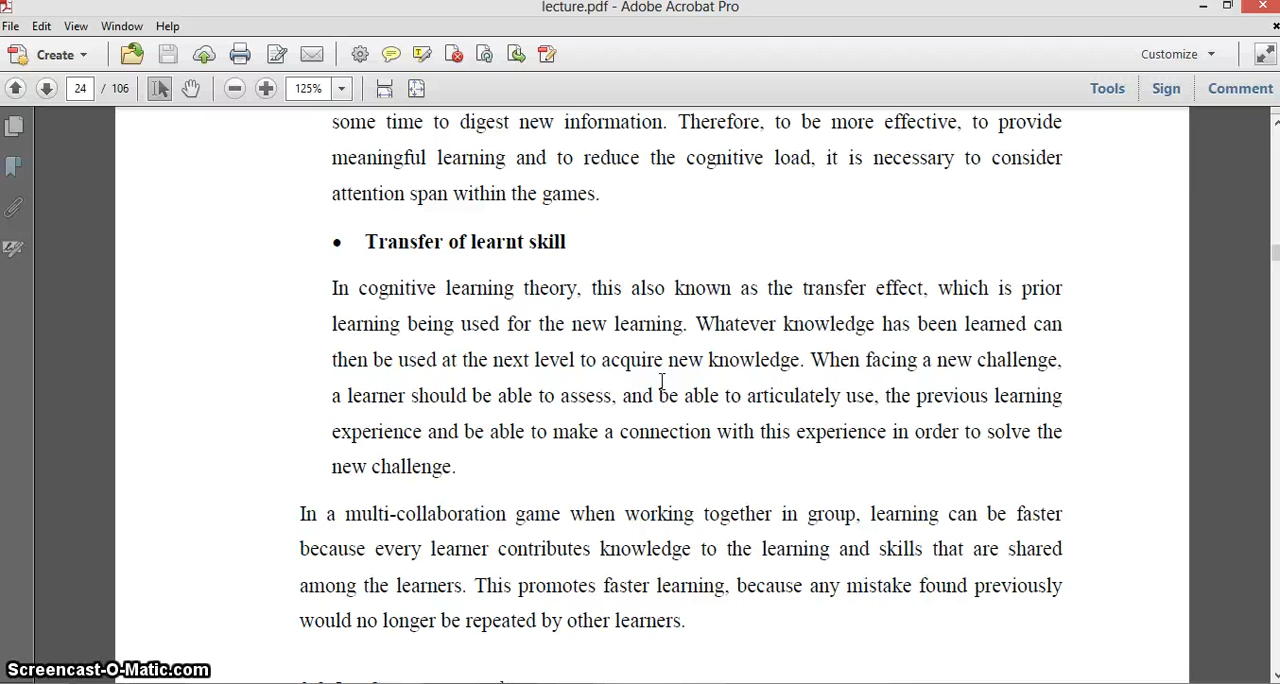 lecture.pdf - Adobe Acrobat Pro
File Edit View Window Help
Create Customize
24 / 106 125% Tools Sign Comment
some time to digest new information. Therefore, to be more effective, to provide
meaningful learning and to reduce the cognitive load, it is necessary to consider
attention span within the games.
• Transfer of learnt skill
In cognitive learning theory, this also known as the transfer effect, which is prior
learning being used for the new learning. Whatever knowledge has been learned can
then be used at the next level to acquire new knowledge. When facing a new challenge,
a learner should be able to assess, and be able to articulately use, the previous learning
experience and be able to make a connection with this experience in order to solve the
new challenge.
In a multi-collaboration game when working together in group, learning can be faster
because every learner contributes knowledge to the learning and skills that are shared
among the learners. This promotes faster learning, because any mistake found previously
would no longer be repeated by other learners.
Screencast-O-Matic.com